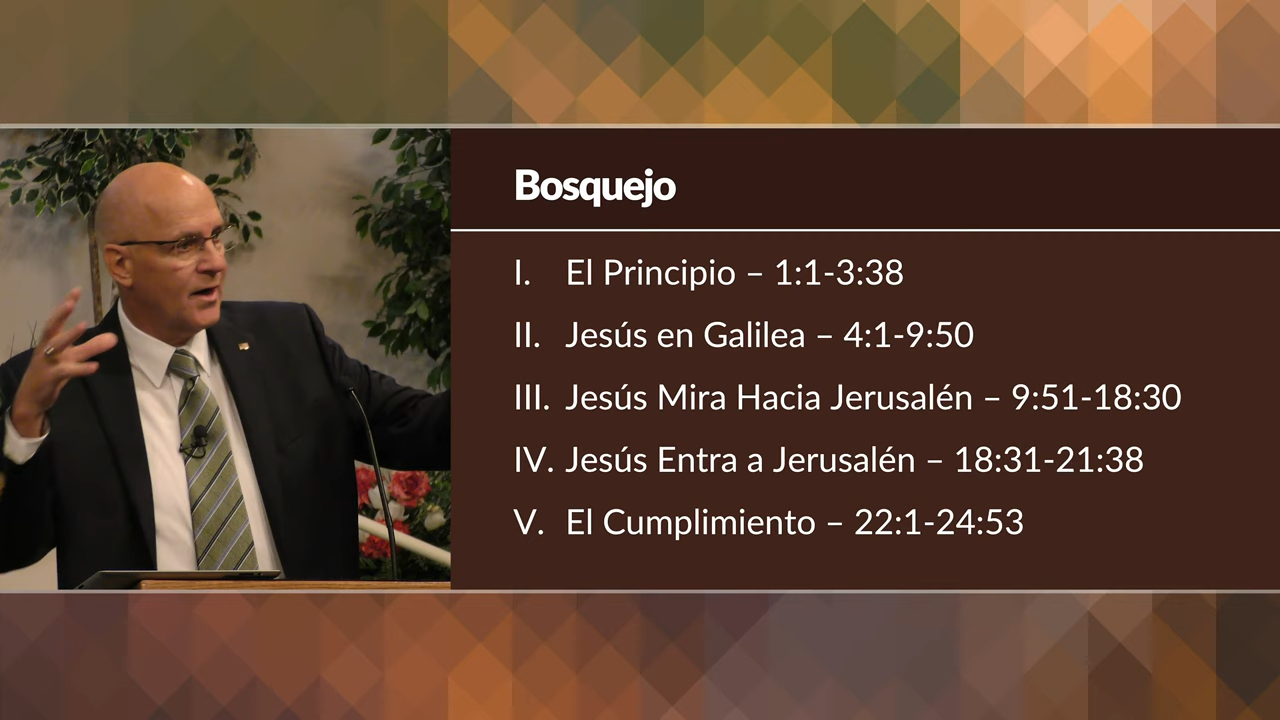 Bosquejo
I. El Principio – 1:1-3:38
II. Jesús en Galilea – 4:1-9:50
III. Jesús Mira Hacia Jerusalén – 9:51-18:30
IV. Jesús Entra a Jerusalén – 18:31-21:38
V. El Cumplimiento – 22:1-24:53